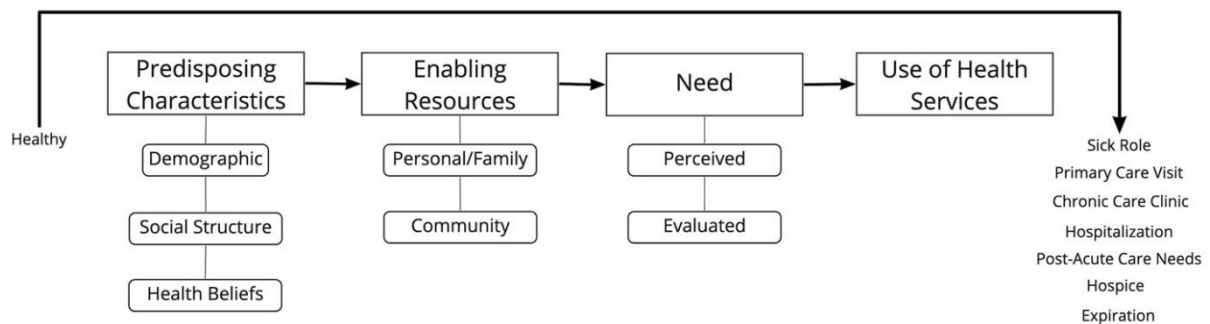 Predisposing
Characteristics
Enabling
Resources
Need
Use of Health
Services
Healthy
Demographic
Social Structure
Health Beliefs
Personal/Family
Community
Perceived
Evaluated
Sick Role
Primary Care Visit
Chronic Care Clinic
Hospitalization
Post-Acute Care Needs
Hospice
Expiration